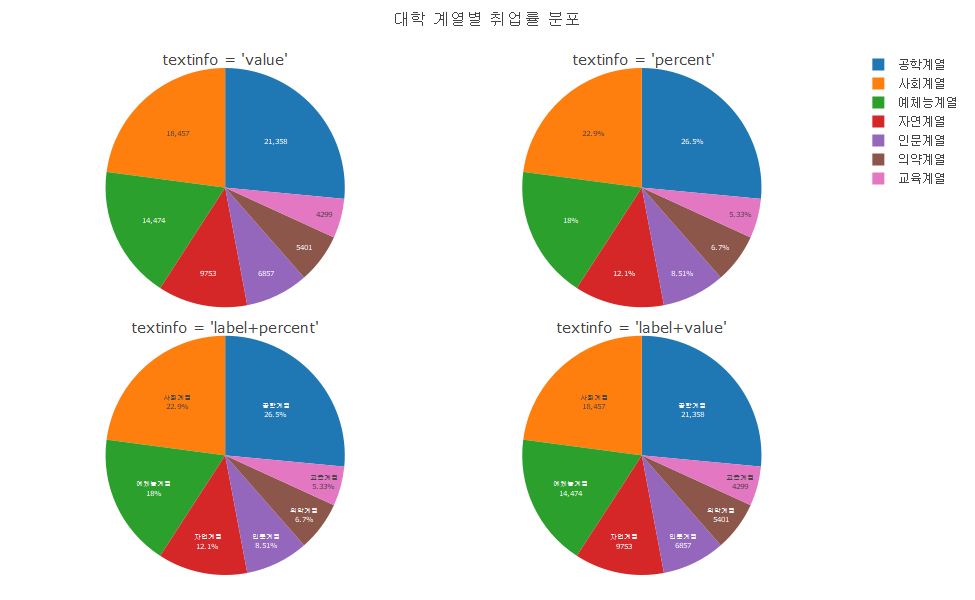 대학 계열별 취업률 분포
textinfo = 'value'
18,457
21,358
14,474
4299
5401
9753
6857
textinfo = 'percent'
22.9%
26.5%
18%
5.33%
6.7%
12.1%
8.51%
공학계열
사회계열
예체능계열
자연계열
인문계열
의약계열
교육계열
textinfo = 'label+percent'
사회계열
22.9%
공학계열
26.5%
예체능계열
18%
교육계열
5.33%
의약계열
6.7%
자연계열
12.1%
인문계열
8.51%
textinfo = 'label+value'
사회계열
18,457
공학계열
21,358
예체능계열
14,474
교육계열
4299
의약계열
5401
자연계열
9753
인문계열
6857